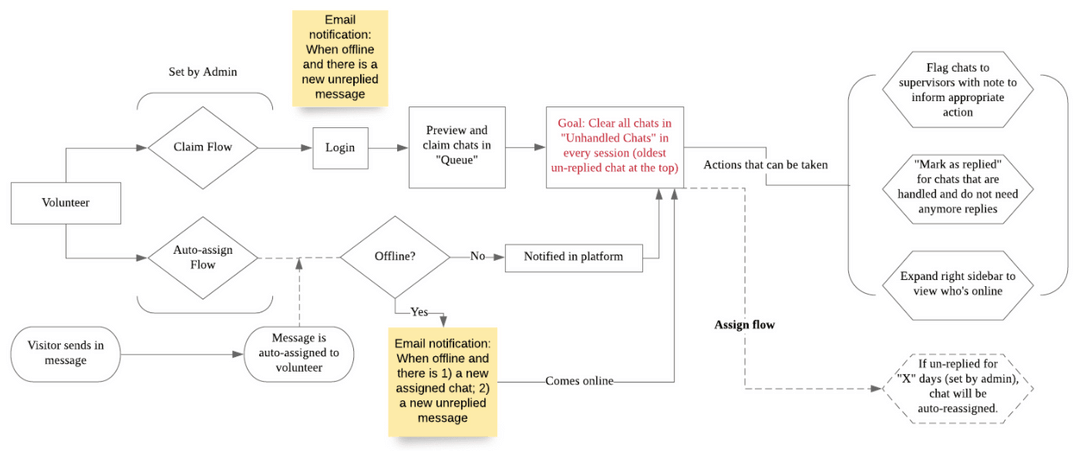 Email
notification:
When offline
and there is a
new unreplied
message
Set by Admin
Claim Flow
Login
Preview and
claim chats in
"Queue"
Goal: Clear all chats in
"Unhandled Chats" in
every session (oldest
un-replied chat at the top)
Actions that can be taken
Flag chats to
supervisors with note to
inform appropriate
action
"Mark as replied"
for chats that are
handled and do not need
anymore replies
Expand right sidebar to
view who's online
Volunteer
Auto-assign
Flow
Offline?
No
Notified in platform
Yes
Visitor sends in
message
Message is
auto-assigned to
volunteer
Email notification:
When offline and
there is 1) a new
assigned chat; 2)
a new unreplied
message
Comes online
Assign flow
If un-replied for
"X" days (set by admin),
chat will be
auto-reassigned.